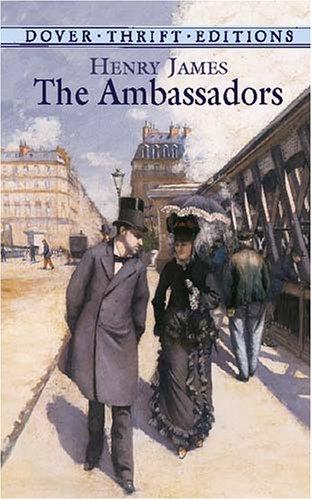 DOVER · THRIFT · EDITIONS
HENRY JAMES
The Ambassadors